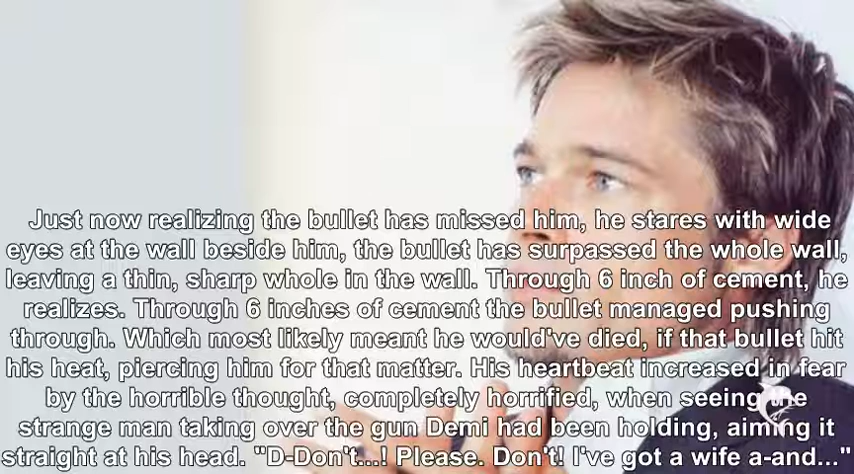 Just now realizing the bullet has missed him, he stares with wide
eyes at the wall beside him, the bullet has surpassed the whole wall,
leaving a thin, sharp whole in the wall. Through 6 inch of cement, he
realizes. Through 6 inches of cement the bullet managed pushing
through. Which most likely meant he would've died, if that bullet hit
his heat, piercing him for that matter. His heartbeat increased in fear
by the horrible thought, completely horrified, when seeing the
strange man taking over the gun Demi had been holding, aiming it
straight at his head. "D-Don't...! Please. Don't! I've got a wife a-and..."